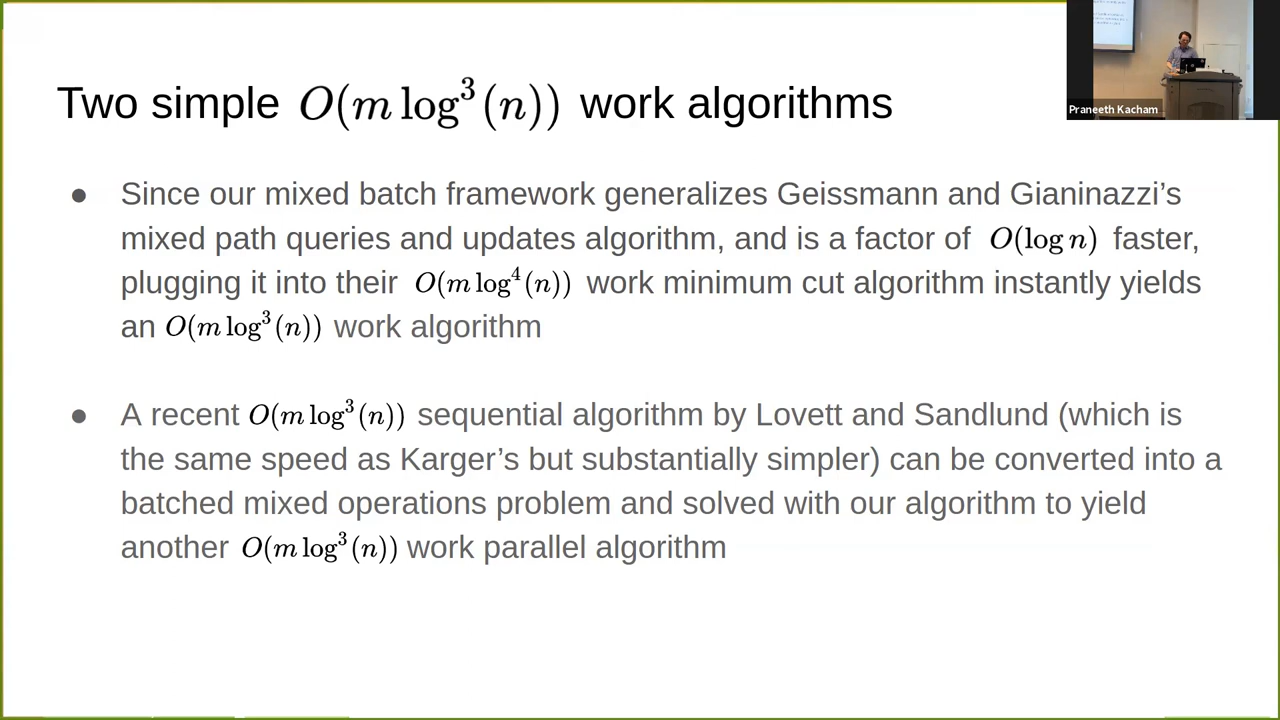 Two simple O(m log³(n)) work algorithms
● Since our mixed batch framework generalizes Geissmann and Gianinazzi’s
mixed path queries and updates algorithm, and is a factor of O(log n) faster,
plugging it into their O(m log⁴(n)) work minimum cut algorithm instantly yields
an O(m log³(n)) work algorithm
● A recent O(m log³(n)) sequential algorithm by Lovett and Sandlund (which is
the same speed as Karger’s but substantially simpler) can be converted into a
batched mixed operations problem and solved with our algorithm to yield
another O(m log³(n)) work parallel algorithm
Praneeth Kacham